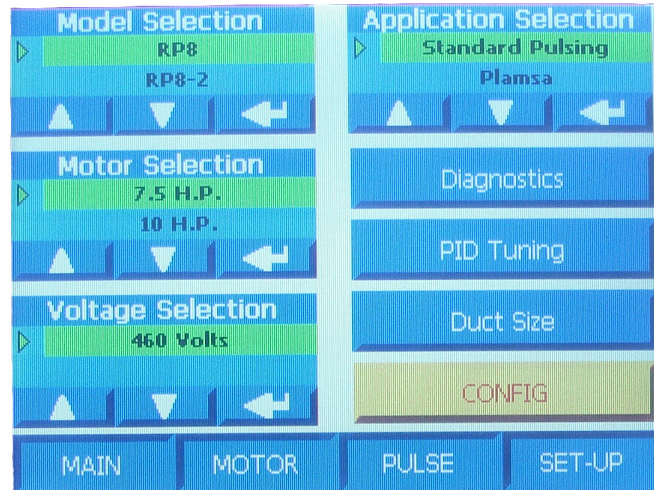 Model Selection
RP8
RP8-2
Motor Selection
7.5 H.P.
10 H.P.
Voltage Selection
460 Volts
Application Selection
Standard Pulsing
Plamsa
Diagnostics
PID Tuning
Duct Size
CONFIG
MAIN
MOTOR
PULSE
SET-UP